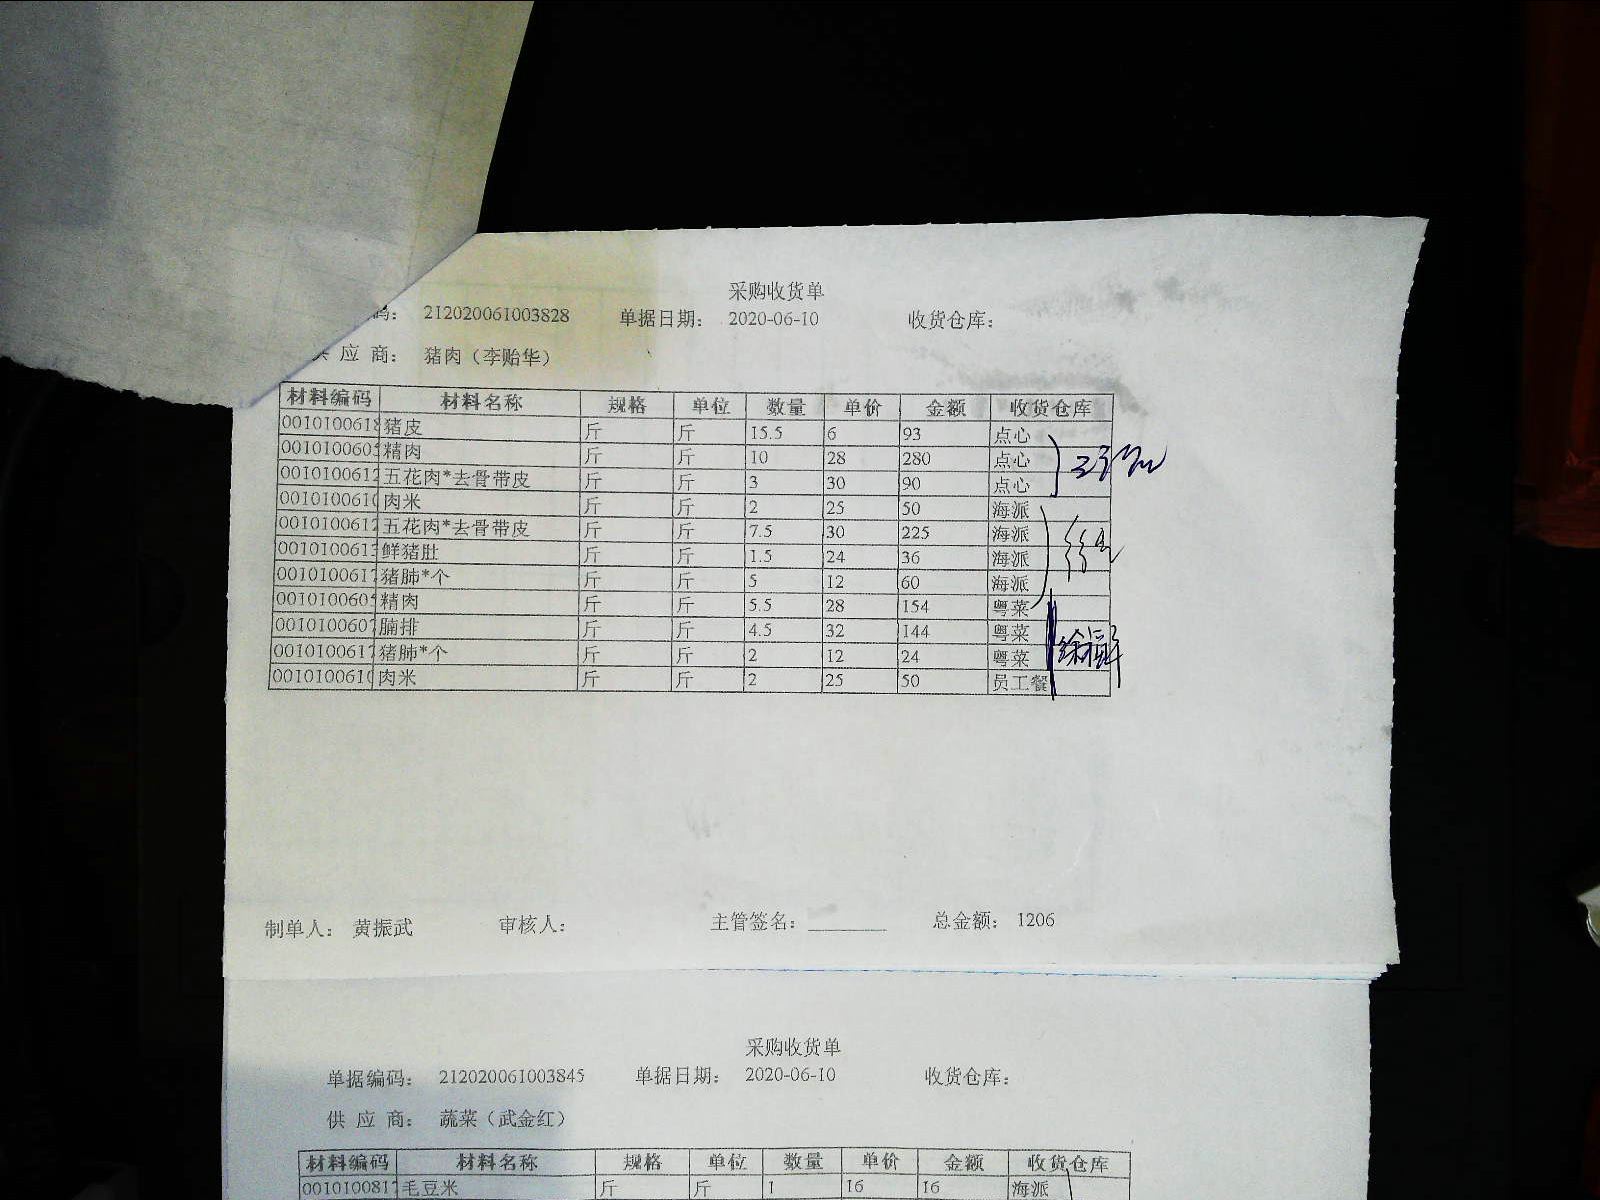 采购收货单
码： 212020061003828 单据日期： 2020-06-10 收货仓库：
供 应 商： 猪肉（李贻华）
材料编码 材料名称 规格 单位 数量 单价 金额 收货仓库
0010100618 猪皮 斤 斤 15.5 6 93 点心
001010060 精肉 斤 斤 10 28 280 点心
0010100612 五花肉*去骨带皮 斤 斤 3 30 90 点心
001010061 肉米 斤 斤 2 25 50 海派
0010100612 五花肉*去骨带皮 斤 斤 7.5 30 225 海派
001010061 鲜猪肚 斤 斤 1.5 24 36 海派
0010100617 猪肺*个 斤 斤 5 12 60 海派
001010060 精肉 斤 斤 5.5 28 154 粤菜
0010100607 腩排 斤 斤 4.5 32 144 粤菜
0010100617 猪肺*个 斤 斤 2 12 24 粤菜
001010061 肉米 斤 斤 2 25 50 员工餐
制单人： 黄振武 审核人： 主管签名： 总金额： 1206
采购收货单
单据编码： 212020061003845 单据日期： 2020-06-10 收货仓库：
供 应 商： 蔬菜（武金红）
材料编码 材料名称 规格 单位 数量 单价 金额 收货仓库
0010100817 毛豆米 斤 斤 1 16 16 海派